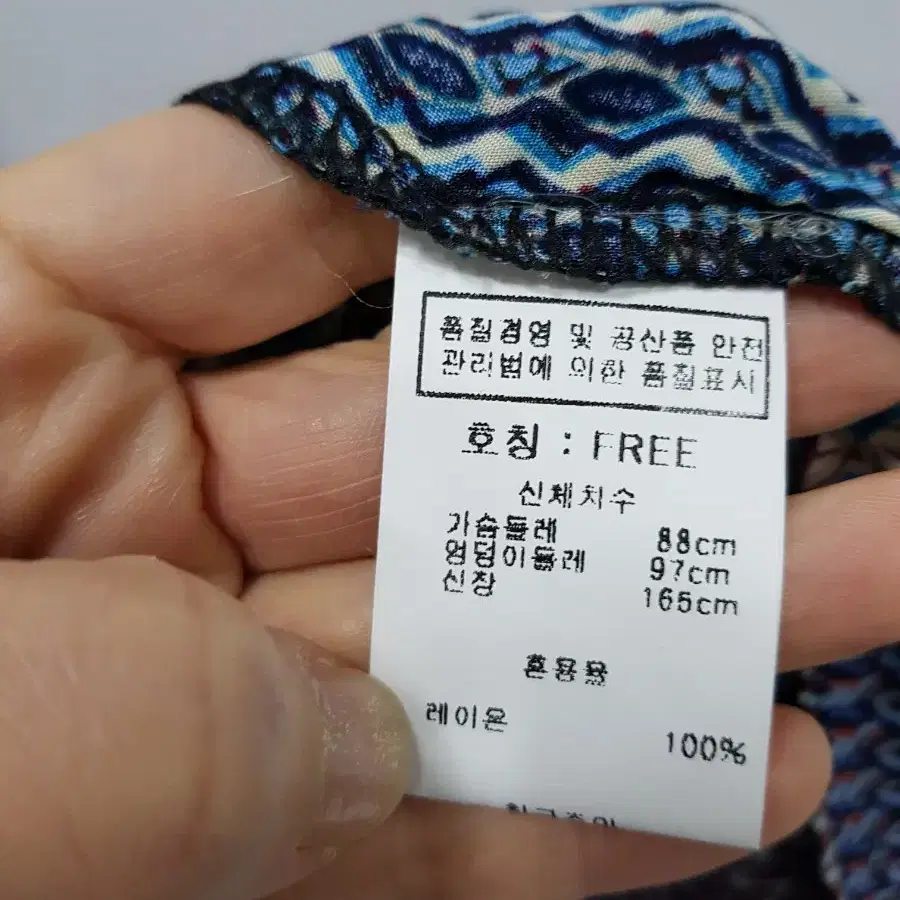 품질경영 및 공산품 안전
관리법에 의한 품질표시
호칭 : FREE
신체치수
가슴둘레 88cm
엉덩이둘레 97cm
신장 165cm
혼용율
레이온
100%